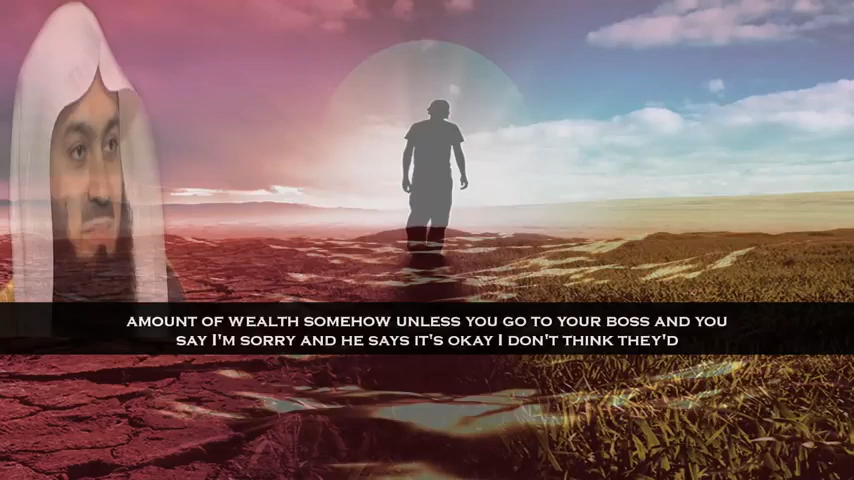 AMOUNT OF WEALTH SOMEHOW UNLESS YOU GO TO YOUR BOSS AND YOU
SAY I'M SORRY AND HE SAYS IT'S OKAY I DON'T THINK THEY'D